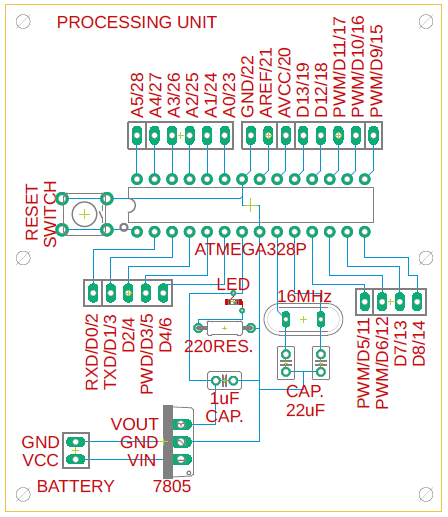 PROCESSING UNIT
A5/28
A4/27
A3/26
A2/25
A1/24
A0/23
GND/22
AREF/21
AVCC/20
D13/19
D12/18
PWM/D11/17
PWM/D10/16
PWM/D9/15
RESET
SWITCH
ATMEGA328P
LED
16MHz
RXD/D0/2
TXD/D1/3
D2/4
PWD/D3/5
D4/6
220RES.
PWM/D5/11
PWM/D6/12
D7/13
D8/14
1uF
CAP.
CAP.
22uF
VOUT
GND
VIN
GND
VCC
BATTERY
7805